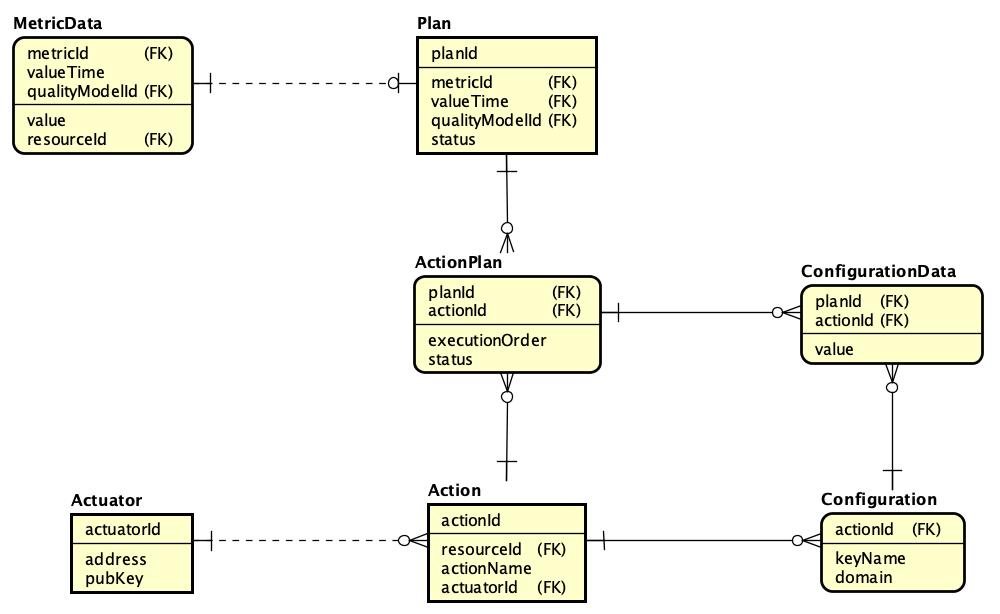 MetricData
metricId (FK)
valueTime
qualityModelId (FK)
value
resourceId (FK)
Plan
planId
metricId (FK)
valueTime (FK)
qualityModelId (FK)
status
ActionPlan
planId (FK)
actionId (FK)
executionOrder
status
ConfigurationData
planId (FK)
actionId (FK)
value
Actuator
actuatorId
address
pubKey
Action
actionId
resourceId (FK)
actionName
actuatorId (FK)
Configuration
actionId (FK)
keyName
domain